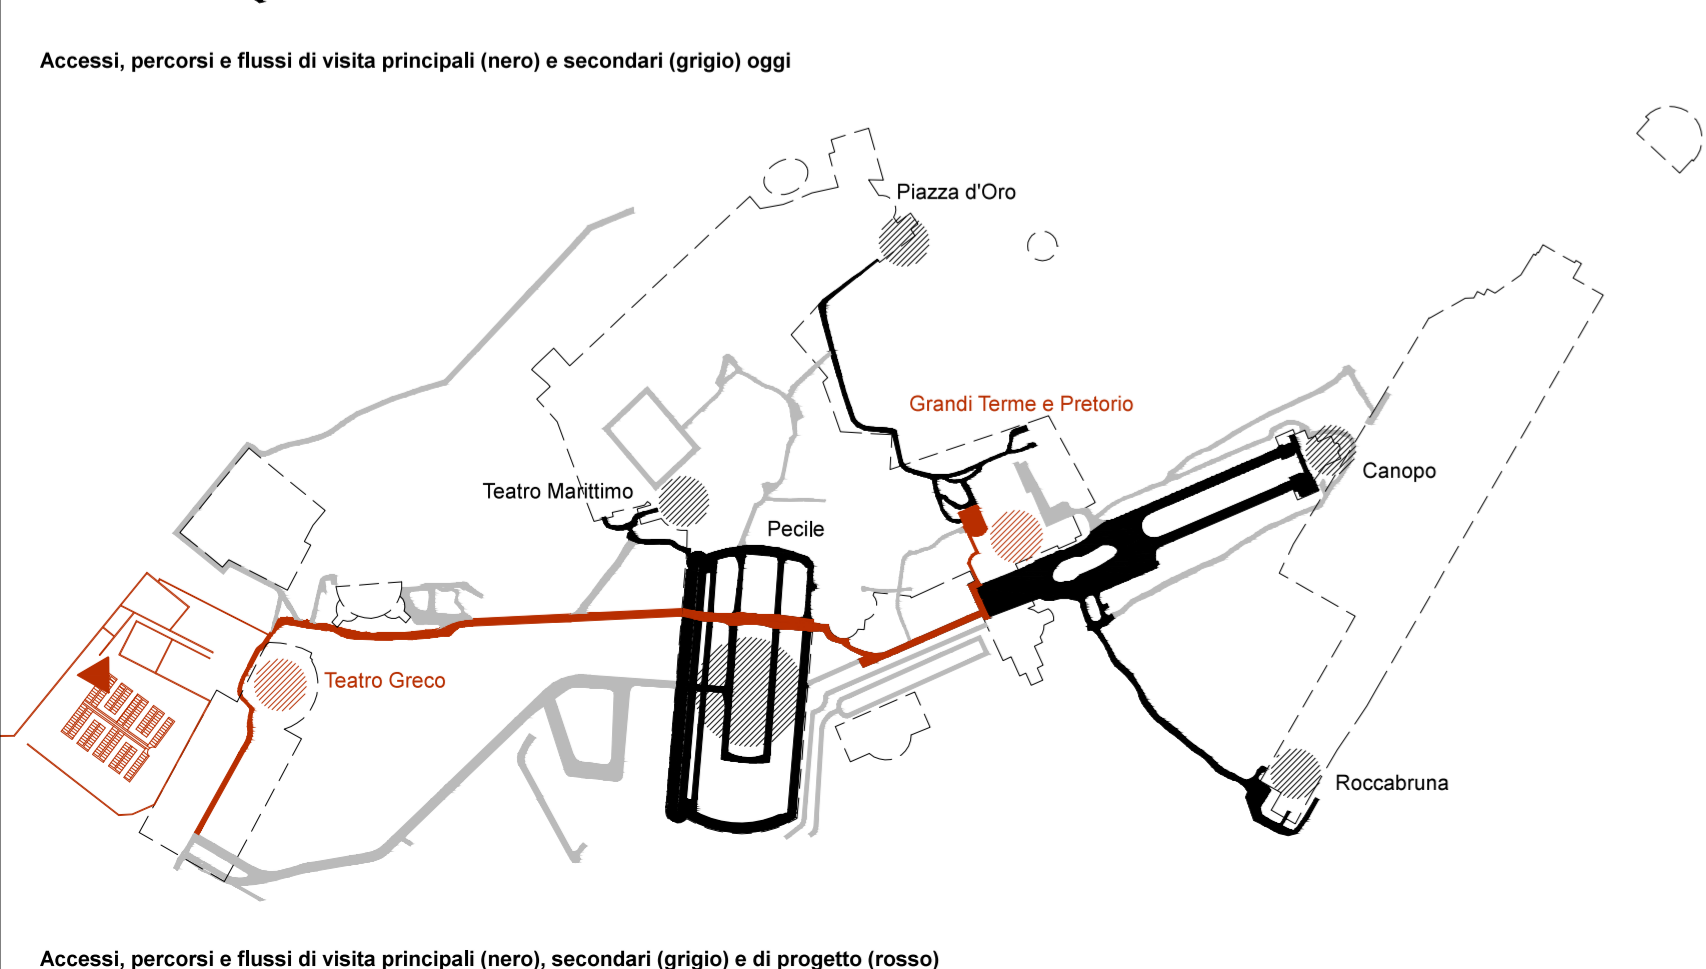 Accessi, percorsi e flussi di visita principali (nero) e secondari (grigio) oggi
Piazza d'Oro
Grandi Terme e Pretorio
Canopo
Teatro Marittimo
Pecile
Teatro Greco
Roccabruna
Accessi, percorsi e flussi di visita principali (nero), secondari (grigio) e di progetto (rosso)